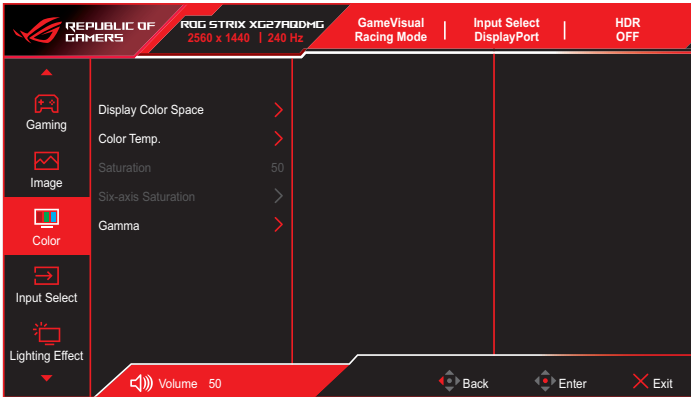 REPUBLIC OF
GAMERS
ROG STRIX XG27AQDMG
2560 x 1440 | 240 Hz
GameVisual
Racing Mode
Input Select
DisplayPort
HDR
OFF
Gaming
Image
Color
Input Select
Lighting Effect
Display Color Space
Color Temp.
Saturation 50
Six-axis Saturation
Gamma
Volume 50
Back
Enter
Exit